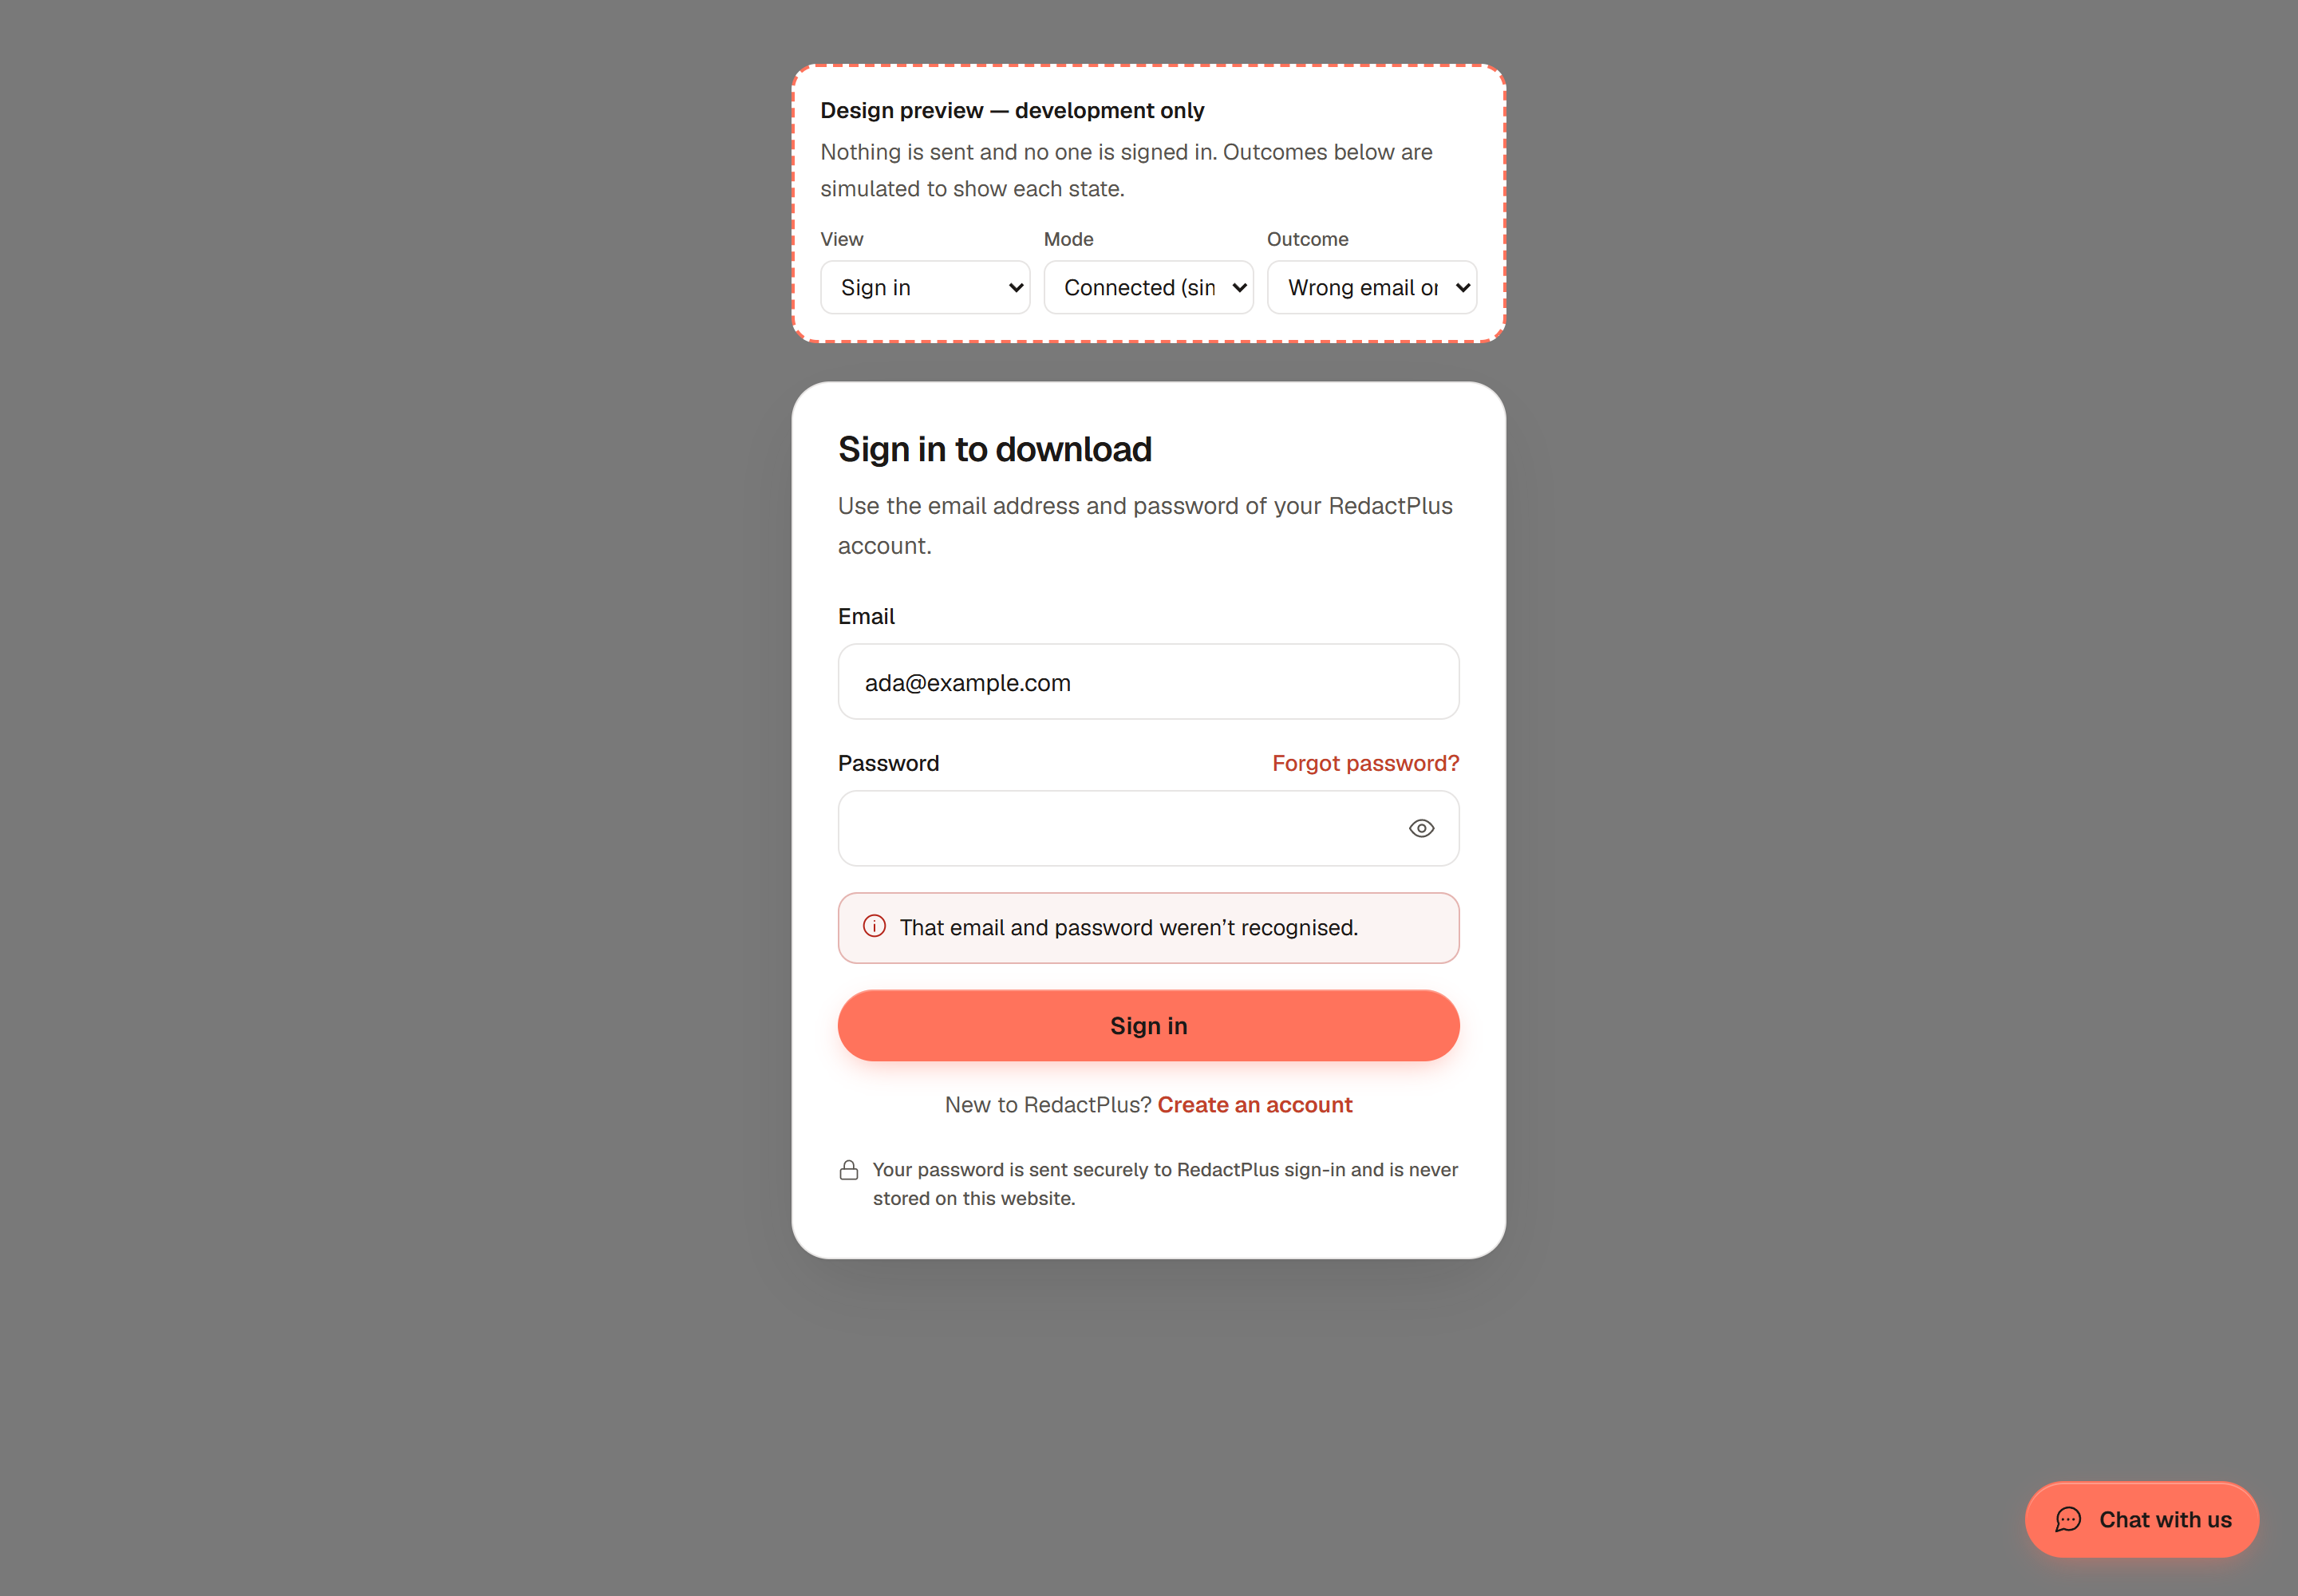 Design preview — development only
Nothing is sent and no one is signed in. Outcomes below are
simulated to show each state.
View Mode Outcome
Sign in Connected (sin Wrong email or
Sign in to download
Use the email address and password of your RedactPlus
account.
Email
ada@example.com
Password Forgot password?
That email and password weren’t recognised.
Sign in
New to RedactPlus? Create an account
Your password is sent securely to RedactPlus sign-in and is never
stored on this website.
Chat with us